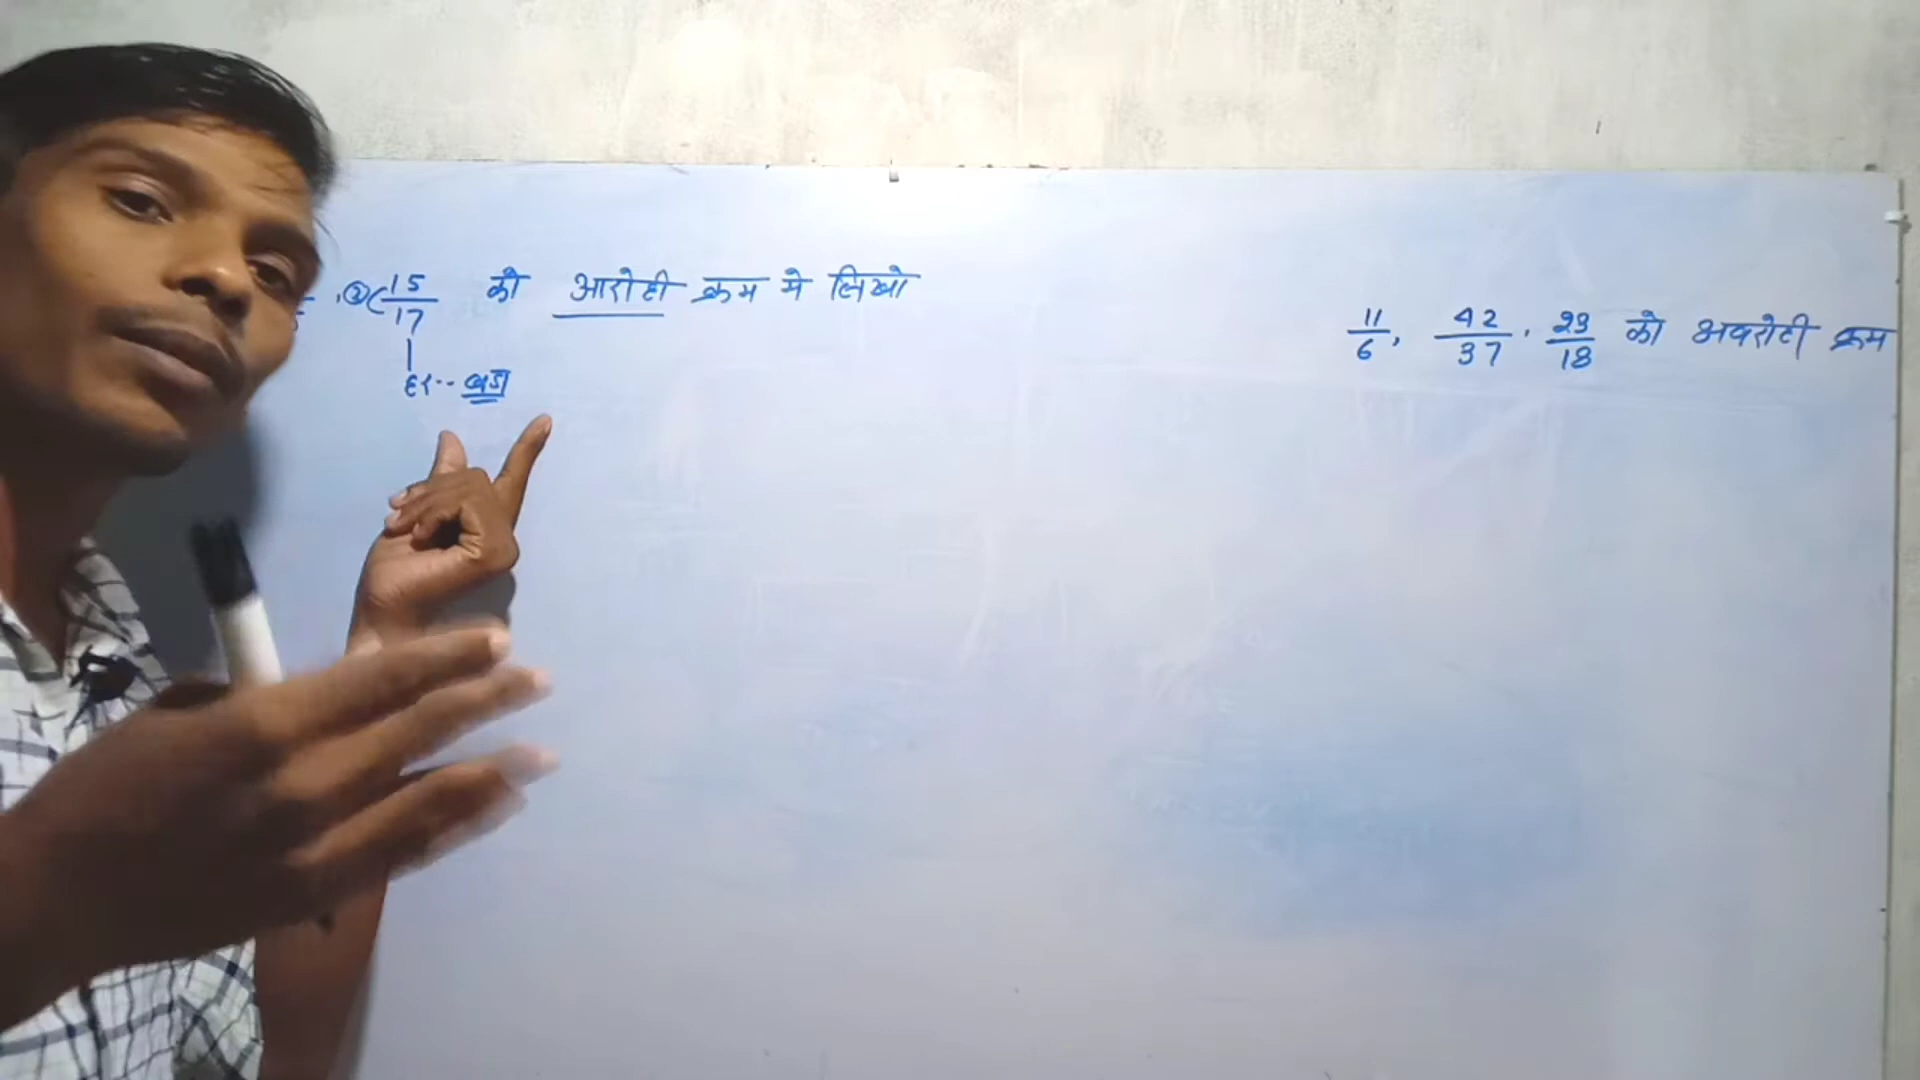 ② 15/17 को आरोही क्रम मे लिखो
हर-- बडा
11/6, 42/37, 23/18 को अवरोही क्रम